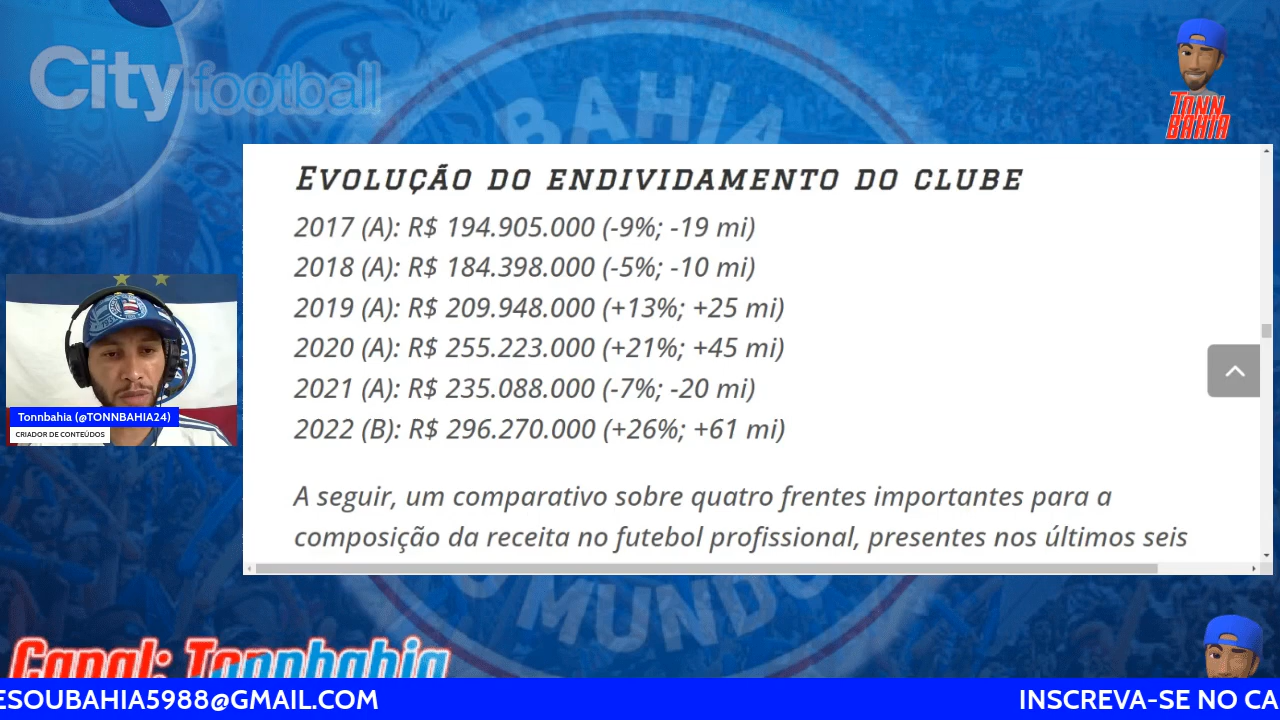 City football
BAHIA
TONN
BAHIA
EVOLUÇÃO DO ENDIVIDAMENTO DO CLUBE
2017 (A): R$ 194.905.000 (-9%; -19 mi)
2018 (A): R$ 184.398.000 (-5%; -10 mi)
2019 (A): R$ 209.948.000 (+13%; +25 mi)
2020 (A): R$ 255.223.000 (+21%; +45 mi)
2021 (A): R$ 235.088.000 (-7%; -20 mi)
2022 (B): R$ 296.270.000 (+26%; +61 mi)
A seguir, um comparativo sobre quatro frentes importantes para a
composição da receita no futebol profissional, presentes nos últimos seis
Tonnbahia (@TONNBAHIA24)
CRIADOR DE CONTEÚDOS
MUNDO
Canal: Tonnbahia
ESOUBAHIA5988@GMAIL.COM
INSCREVA-SE NO CA